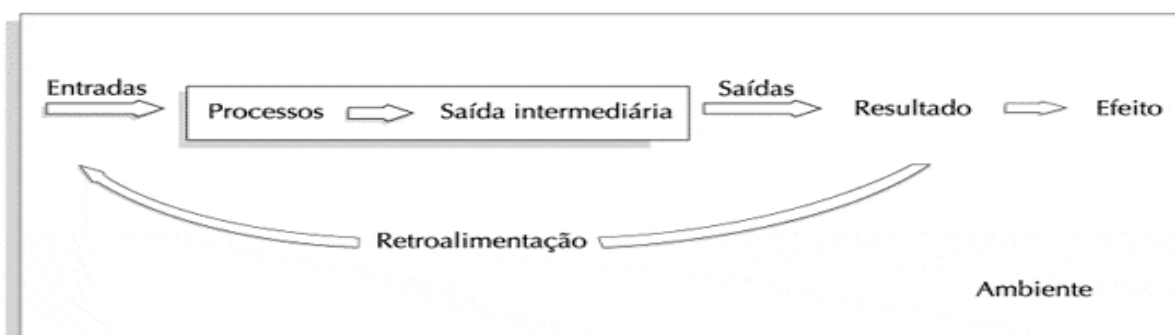 Entradas
Processos
Saída intermediária
Saídas
Resultado
Efeito
Retroalimentação
Ambiente